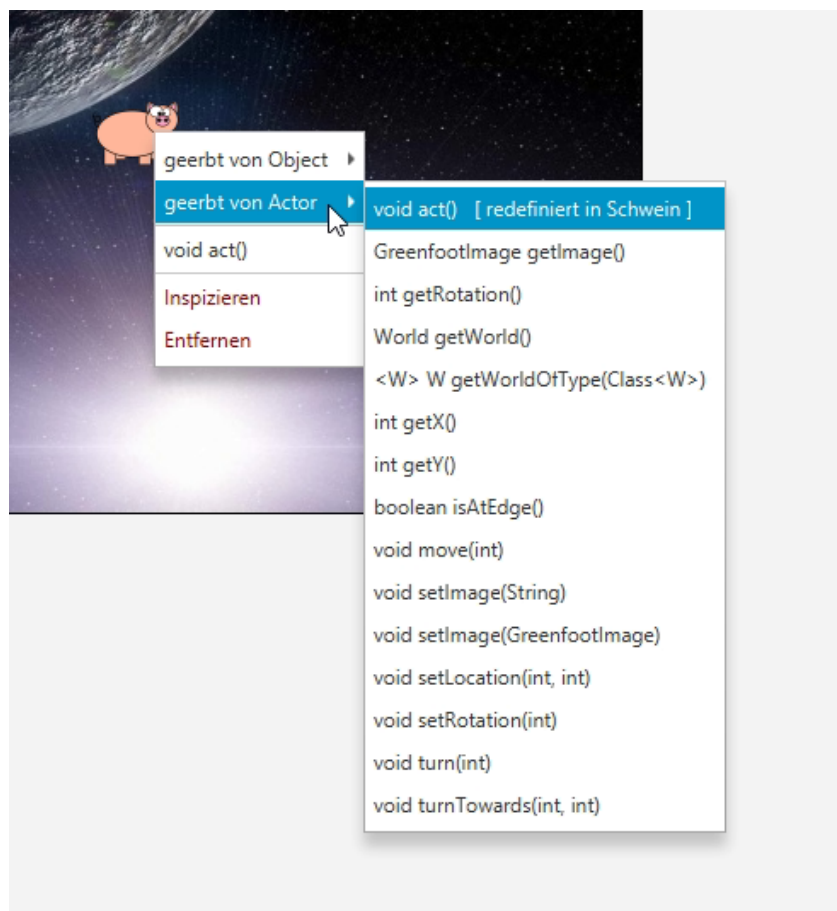 geerbt von Object
geerbt von Actor
void act()
Inspizieren
Entfernen
void act() [ redefiniert in Schwein ]
GreenfootImage getImage()
int getRotation()
World getWorld()
<W> W getWorldOfType(Class<W>)
int getX()
int getY()
boolean isAtEdge()
void move(int)
void setImage(String)
void setImage(GreenfootImage)
void setLocation(int, int)
void setRotation(int)
void turn(int)
void turnTowards(int, int)